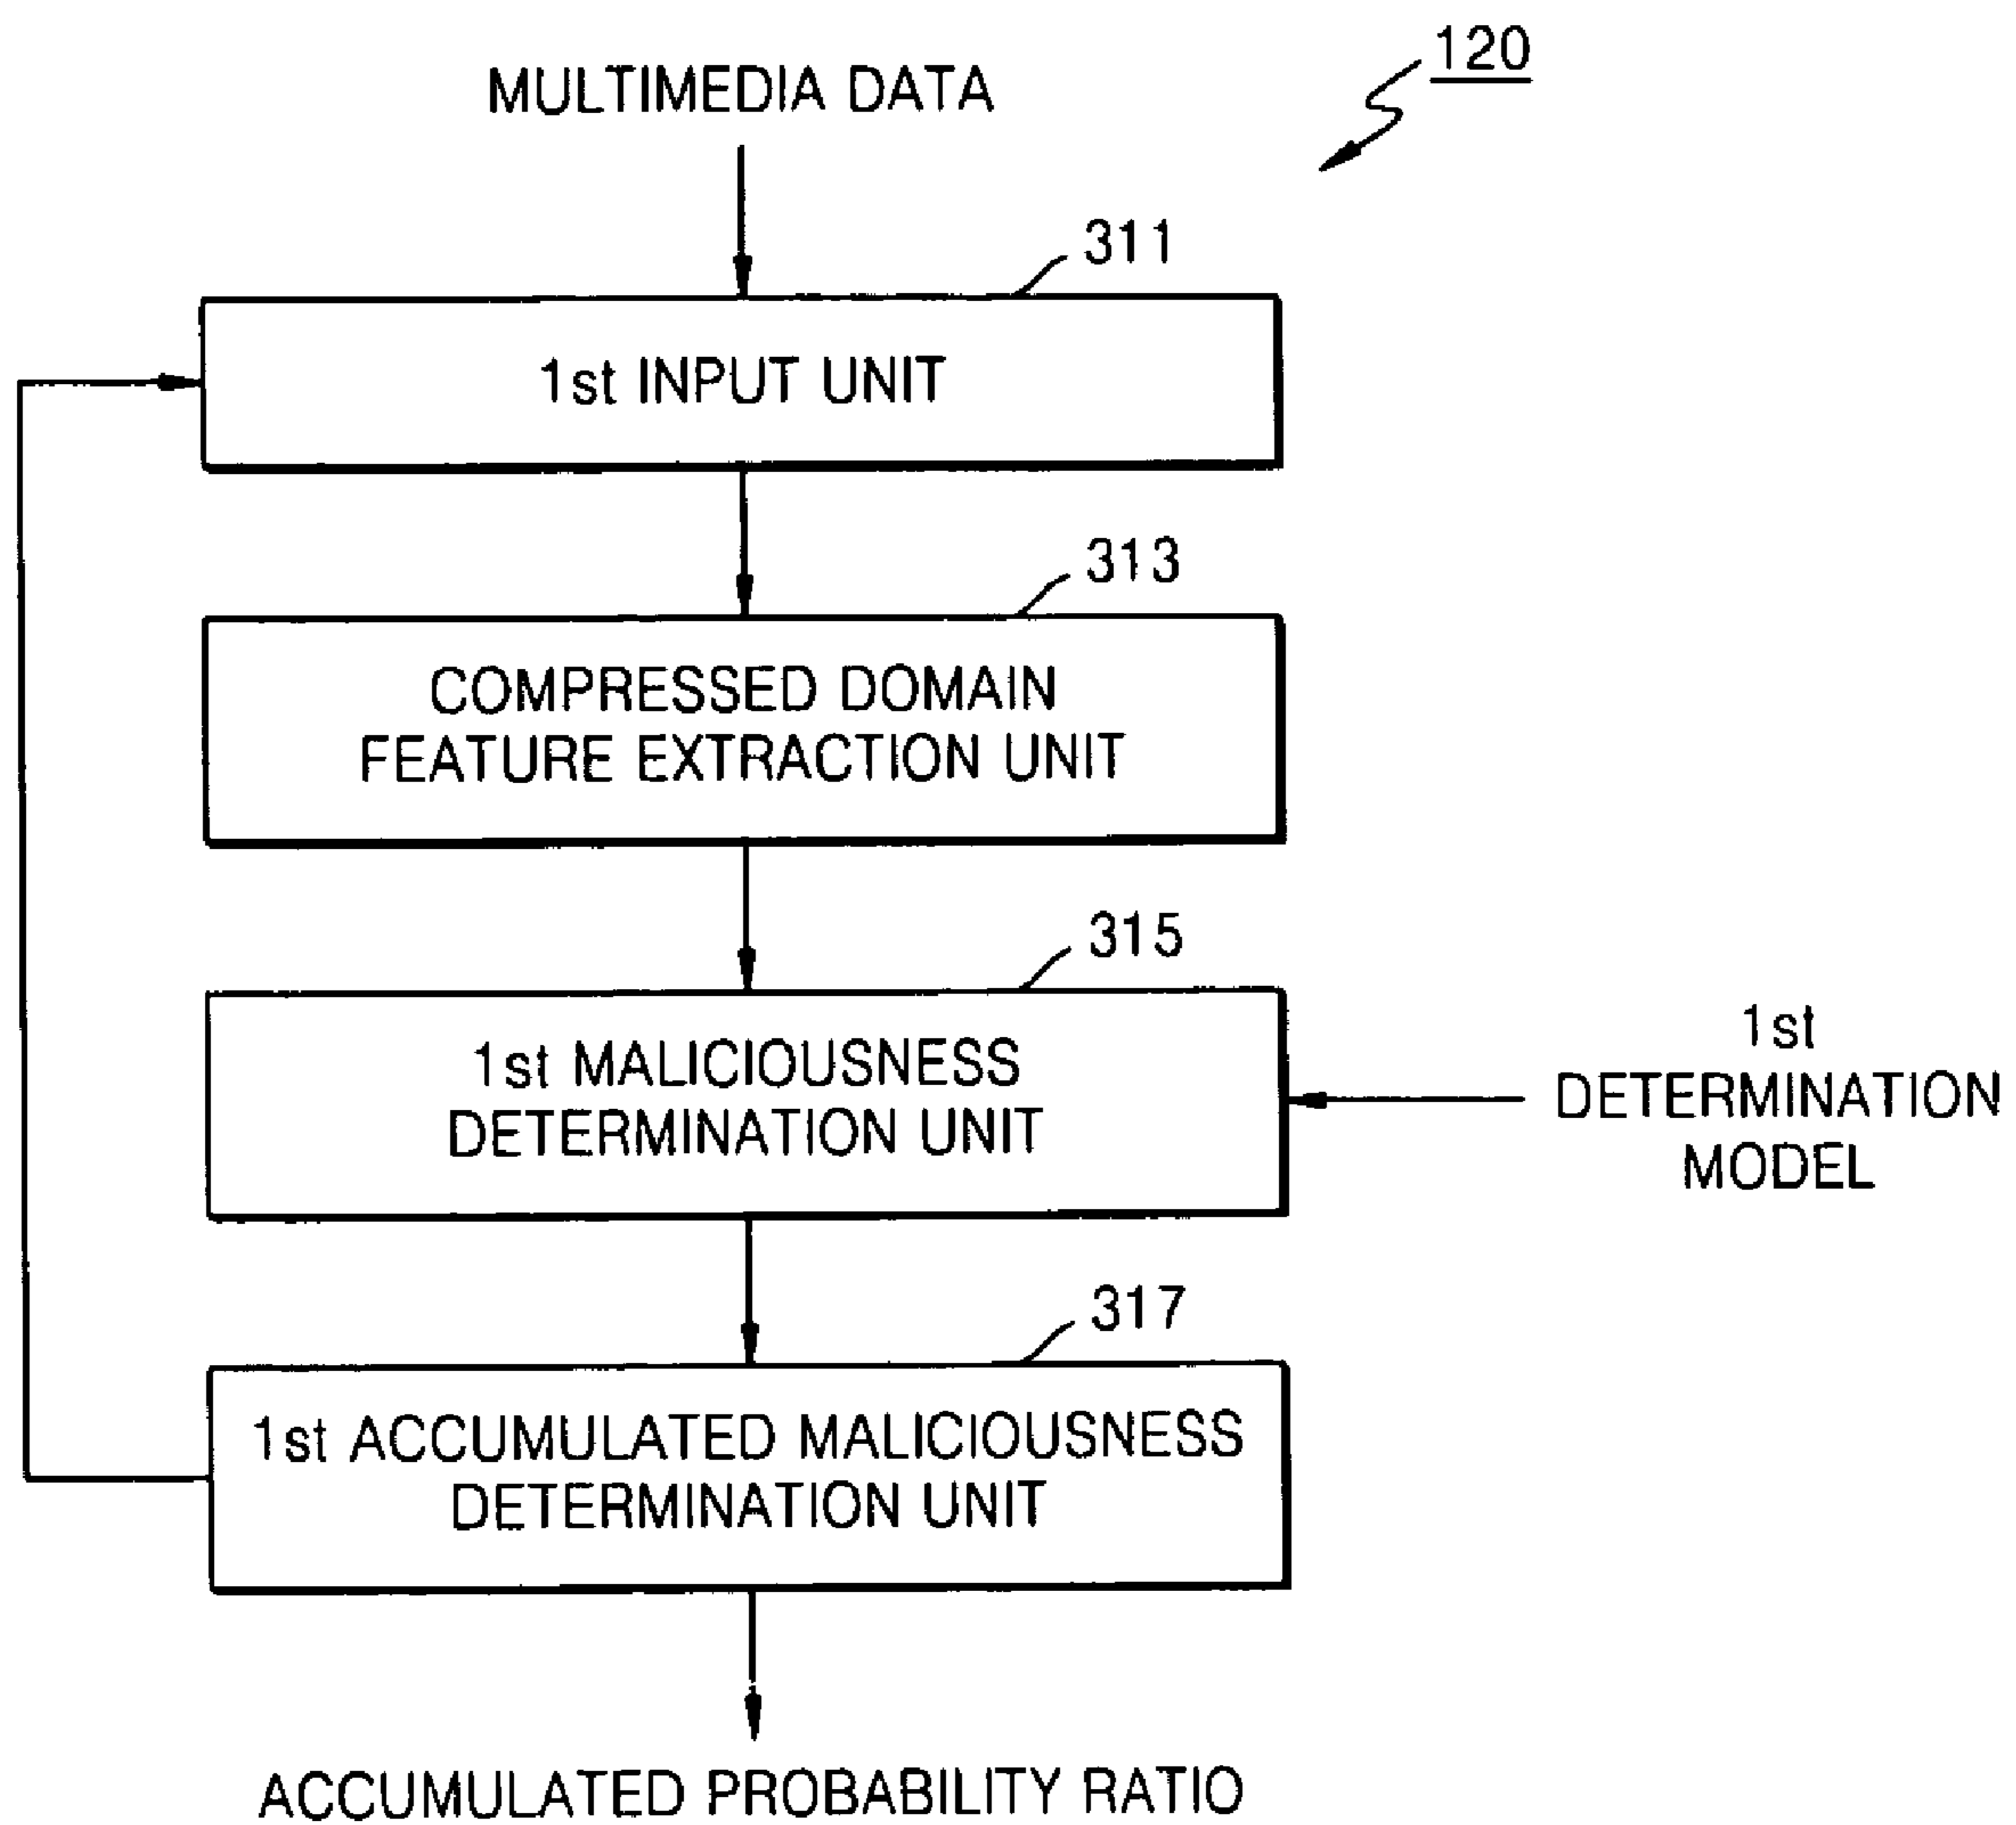 120
MULTIMEDIA DATA
311
1st INPUT UNIT
313
COMPRESSED DOMAIN
FEATURE EXTRACTION UNIT
315
1st MALICIOUSNESS
DETERMINATION UNIT
1st
DETERMINATION
MODEL
317
1st ACCUMULATED MALICIOUSNESS
DETERMINATION UNIT
ACCUMULATED PROBABILITY RATIO